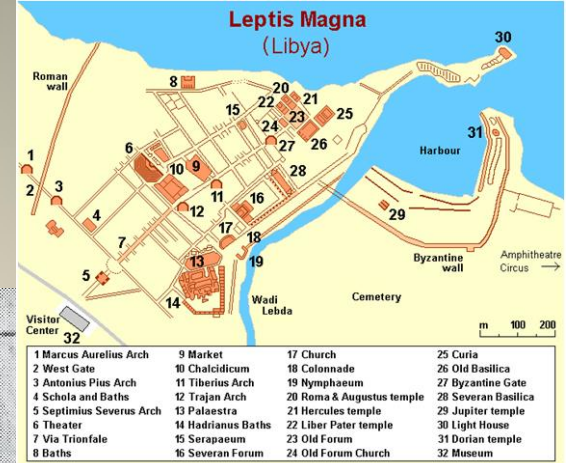 Leptis Magna
(Libya)
30
Roman
wall
8
20
21
22
25
15
23
24
26
31
27
6
Harbour
1
10
9
28
2
3
11
16
12
29
4
17
7
18
Byzantine
wall
Amphitheatre
Circus
13
19
5
Wadi
Lebda
Cemetery
14
Visitor
Center
32
m 100 200
1 Marcus Aurelius Arch
2 West Gate
3 Antonius Pius Arch
4 Schola and Baths
5 Septimius Severus Arch
6 Theater
7 Via Trionfale
8 Baths
9 Market
10 Chalcidicum
11 Tiberius Arch
12 Trajan Arch
13 Palaestra
14 Hadrianus Baths
15 Serapaeum
16 Severan Forum
17 Church
18 Colonnade
19 Nymphaeum
20 Roma & Augustus temple
21 Hercules temple
22 Liber Pater temple
23 Old Forum
24 Old Forum Church
25 Curia
26 Old Basilica
27 Byzantine Gate
28 Severan Basilica
29 Jupiter temple
30 Light House
31 Dorian temple
32 Museum